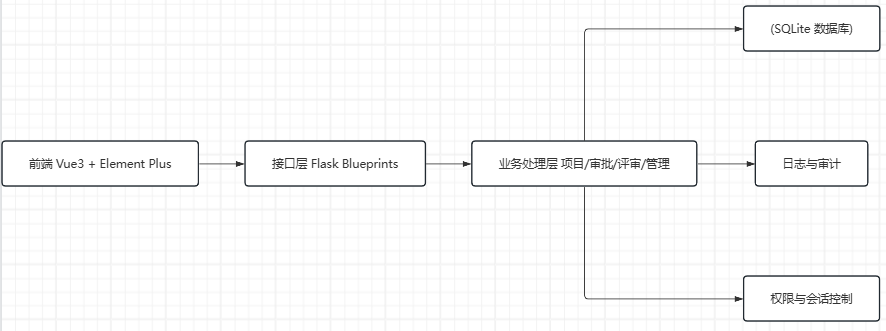 (SQLite 数据库)
前端 Vue3 + Element Plus
接口层 Flask Blueprints
业务处理层 项目/审批/评审/管理
日志与审计
权限与会话控制